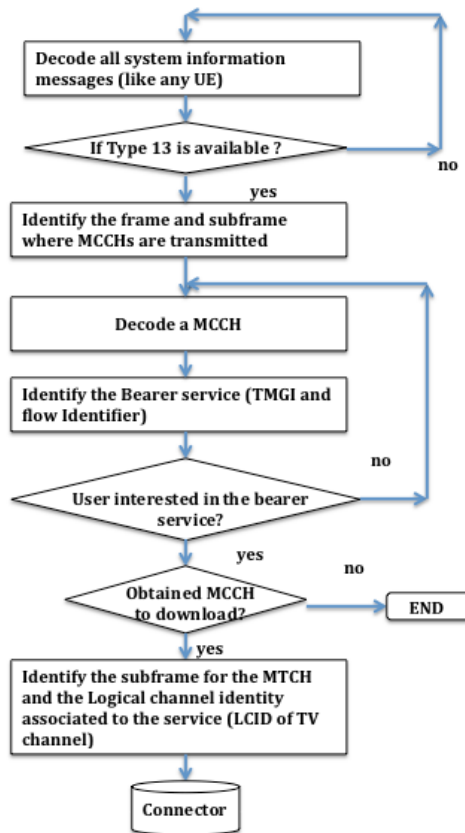 Decode all system information
messages (like any UE)
If Type 13 is available ?
no
yes
Identify the frame and subframe
where MCCHs are transmitted
Decode a MCCH
Identify the Bearer service (TMGI and
flow Identifier)
no
User interested in the bearer
service?
yes
no
Obtained MCCH
to download?
END
yes
Identify the subframe for the MTCH
and the Logical channel identity
associated to the service (LCID of TV
channel)
Connector